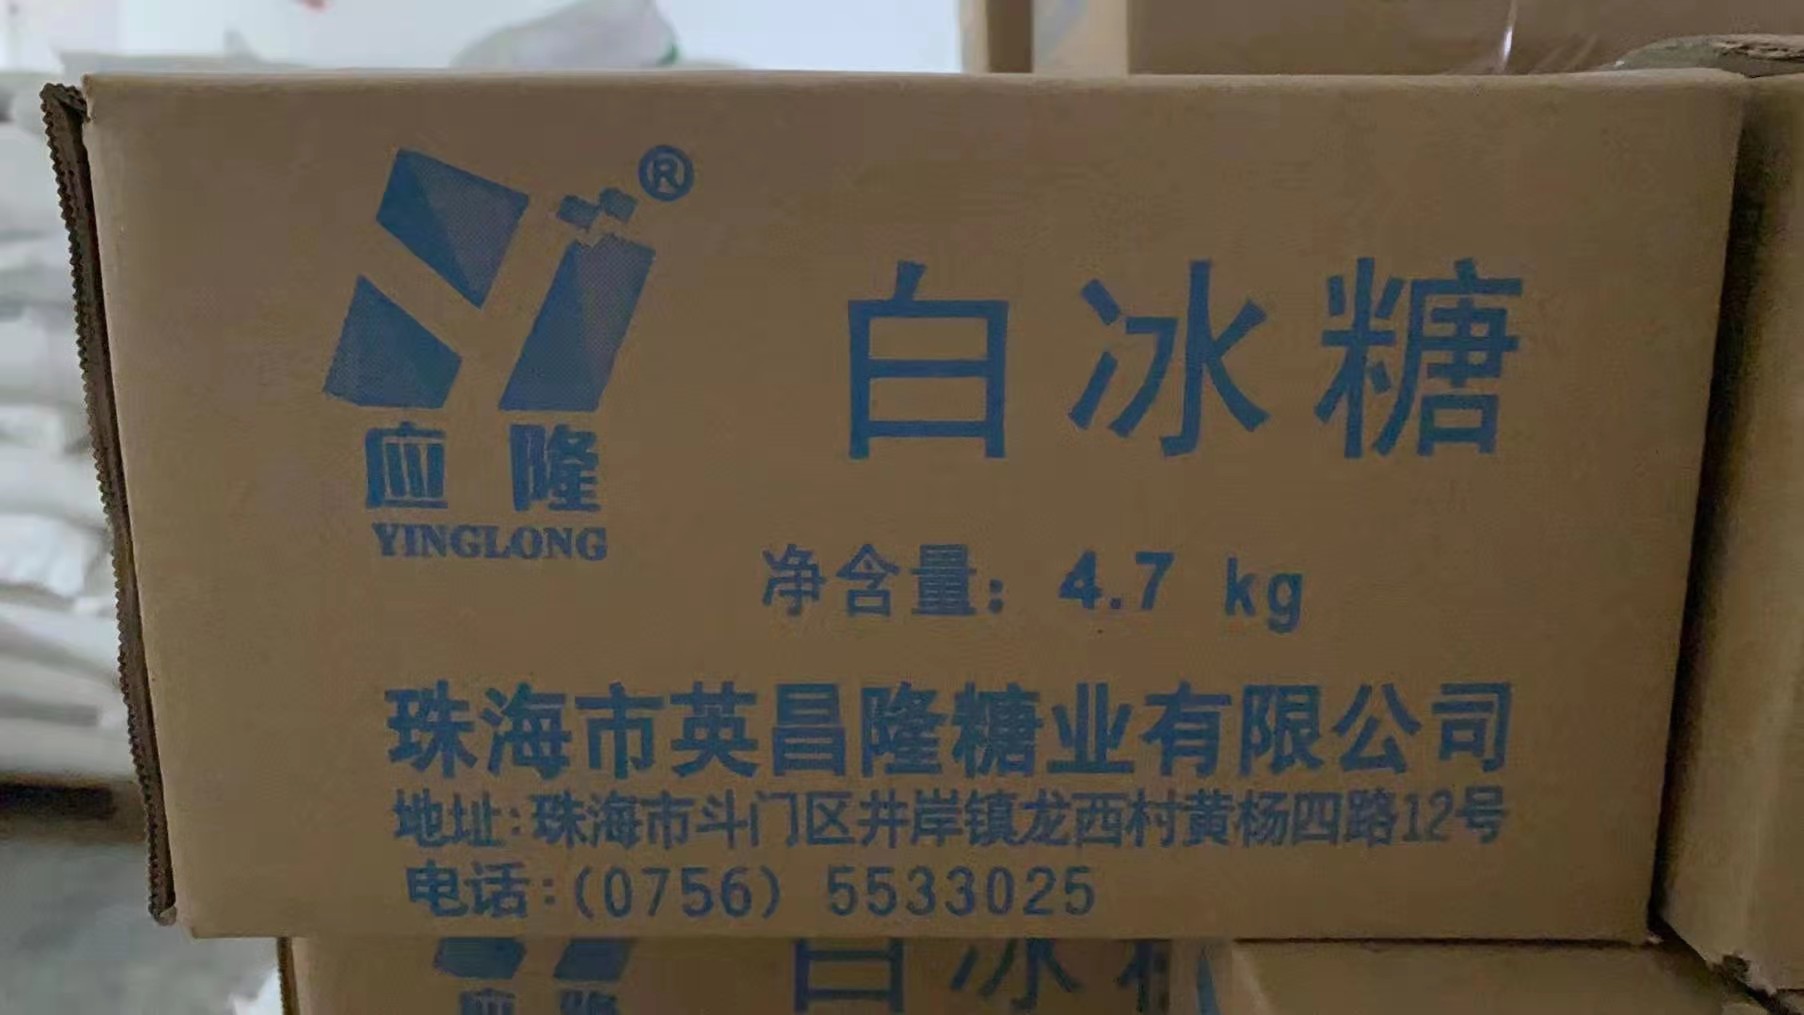 ®
应隆
YINGLONG
白冰糖
净含量: 4.7 kg
珠海市英昌隆糖业有限公司
地址:珠海市斗门区井岸镇龙西村黄杨四路12号
电话:(0756) 5533025
白冰